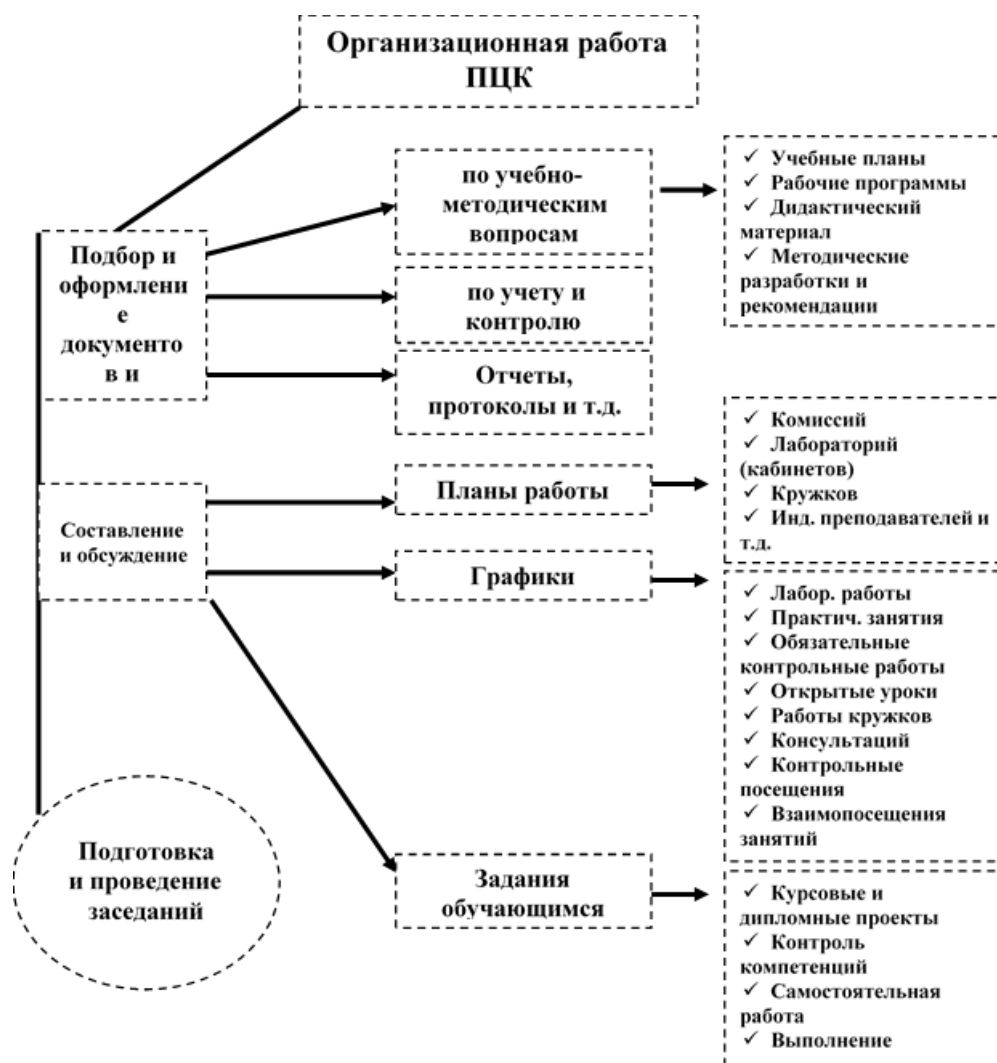 Организационная работа
ПЦК
по учебно-
методическим
вопросам
✓ Учебные планы
✓ Рабочие программы
✓ Дидактический
материал
✓ Методические
разработки и
рекомендации
Подбор и
оформлени
е
документо
в и
по учету и
контролю
Отчеты,
протоколы и т.д.
Составление
и обсуждение
Планы работы
✓ Комиссий
✓ Лабораторий
(кабинетов)
✓ Кружков
✓ Инд. преподавателей и
т.д.
Графики
✓ Лабор. работы
✓ Практич. занятия
✓ Обязательные
контрольные работы
✓ Открытые уроки
✓ Работы кружков
✓ Консультаций
✓ Контрольные
посещения
✓ Взаимопосещения
занятий
Подготовка
и проведение
заседаний
Задания
обучающимся
✓ Курсовые и
дипломные проекты
✓ Контроль
компетенций
✓ Самостоятельная
работа
✓ Выполнение